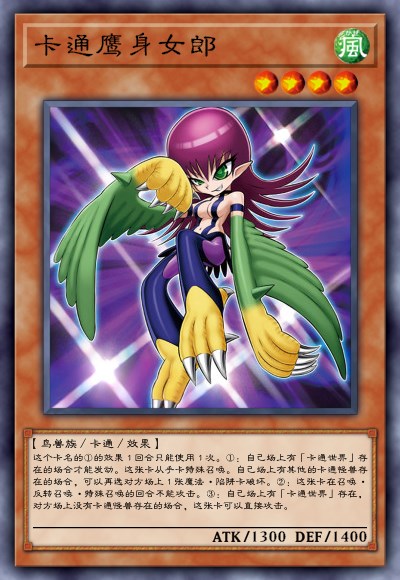 卡通鹰身女郎
風
【鸟兽族／卡通／效果】
这个卡名的①的效果1回合只能使用1次。①：自己场上有「卡通世界」存
在的场合才能发动。这张卡从手卡特殊召唤。自己场上有其他的卡通怪兽存
在的场合，可以再选对方场上1张魔法·陷阱卡破坏。②：这张卡在召唤·
反转召唤·特殊召唤的回合不能攻击。③：自己场上有「卡通世界」存在，
对方场上没有卡通怪兽存在的场合，这张卡可以直接攻击。
ATK/1300 DEF/1400